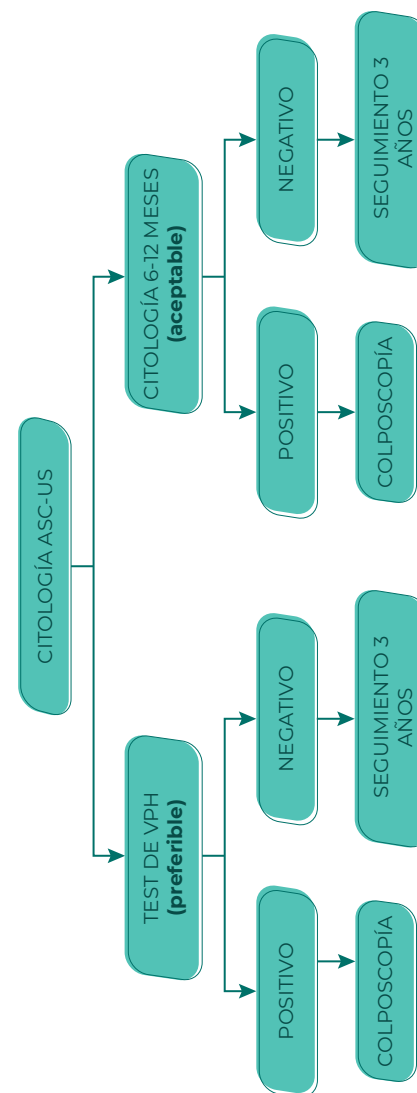 CITOLOGÍA ASC-US
TEST DE VPH
(preferible)
CITOLOGÍA 6-12 MESES
(aceptable)
POSITIVO
NEGATIVO
POSITIVO
NEGATIVO
COLPOSCOPÍA
SEGUIMIENTO 3
AÑOS
COLPOSCOPÍA
SEGUIMIENTO 3
AÑOS